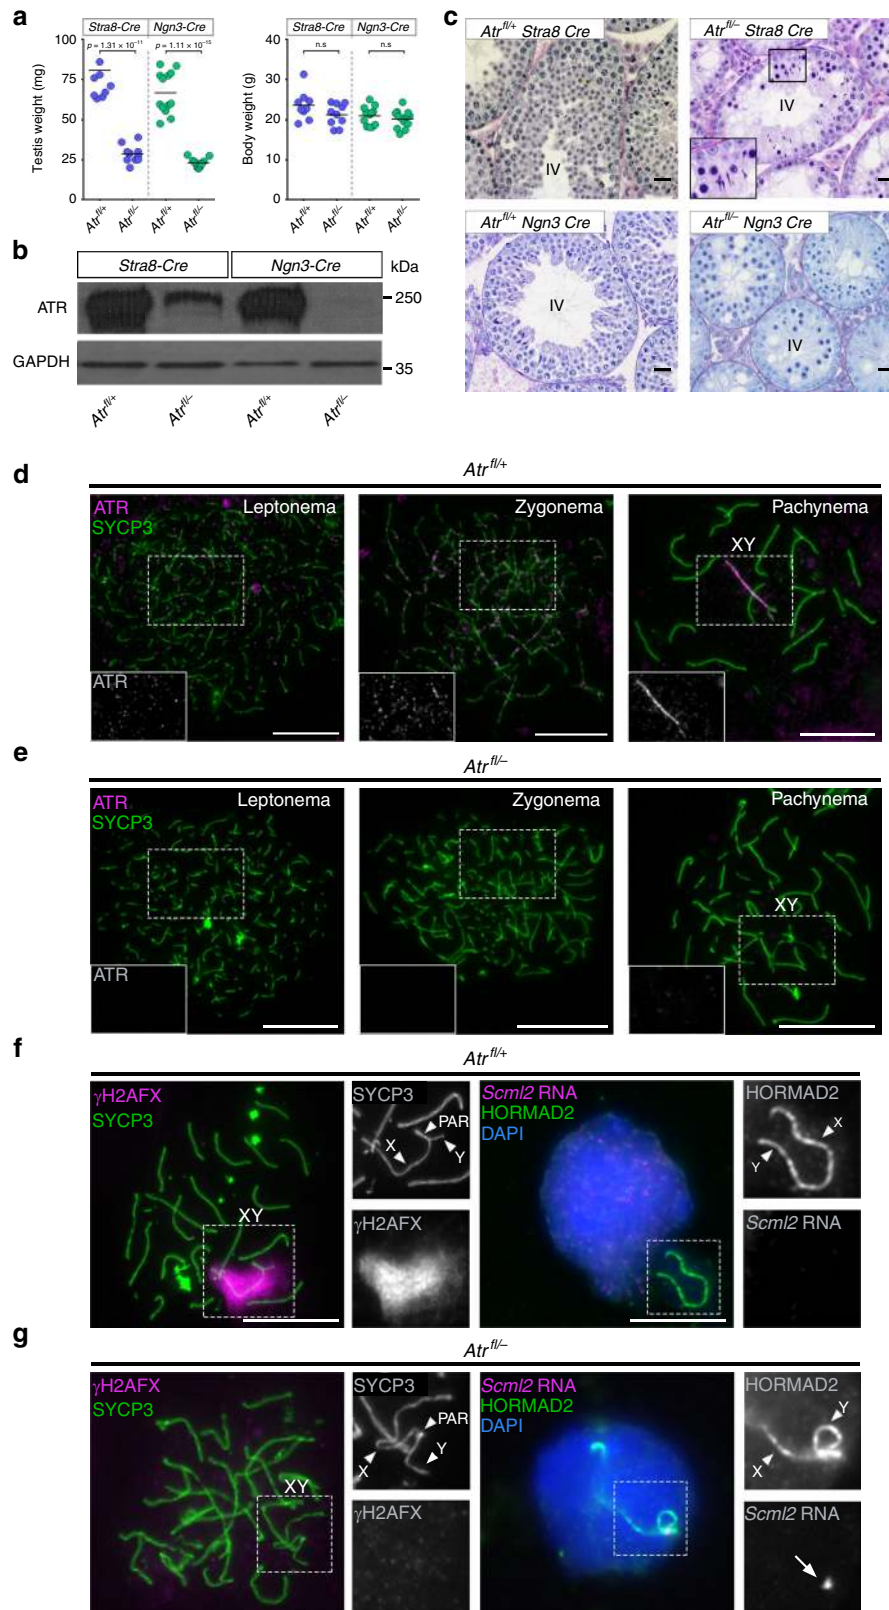 a
Stra8-Cre Ngn3-Cre
p = 1.31 × 10⁻¹¹ p = 1.11 × 10⁻¹⁵
Testis weight (mg)
100
75
50
25
0
Atr^fl/+ Atr^fl/– Atr^fl/+ Atr^fl/–
Stra8-Cre Ngn3-Cre
n.s n.s
Body weight (g)
40
30
20
10
0
Atr^fl/+ Atr^fl/– Atr^fl/+ Atr^fl/–
b
Stra8-Cre Ngn3-Cre kDa
ATR
250
GAPDH
35
Atr^fl/+ Atr^fl/– Atr^fl/+ Atr^fl/–
c
Atr^fl/+ Stra8 Cre
IV
Atr^fl/– Stra8 Cre
IV
Atr^fl/+ Ngn3 Cre
IV
Atr^fl/– Ngn3 Cre
IV
d
Atr^fl/+
ATR
SYCP3
Leptonema
ATR
Zygonema
Pachynema
XY
e
Atr^fl/–
ATR
SYCP3
Leptonema
ATR
Zygonema
Pachynema
XY
f
Atr^fl/+
γH2AFX
SYCP3
XY
SYCP3
PAR
X
Y
γH2AFX
Scml2 RNA
HORMAD2
DAPI
HORMAD2
X
Y
Scml2 RNA
g
Atr^fl/–
γH2AFX
SYCP3
XY
SYCP3
PAR
Y
X
γH2AFX
Scml2 RNA
HORMAD2
DAPI
HORMAD2
Y
X
Scml2 RNA